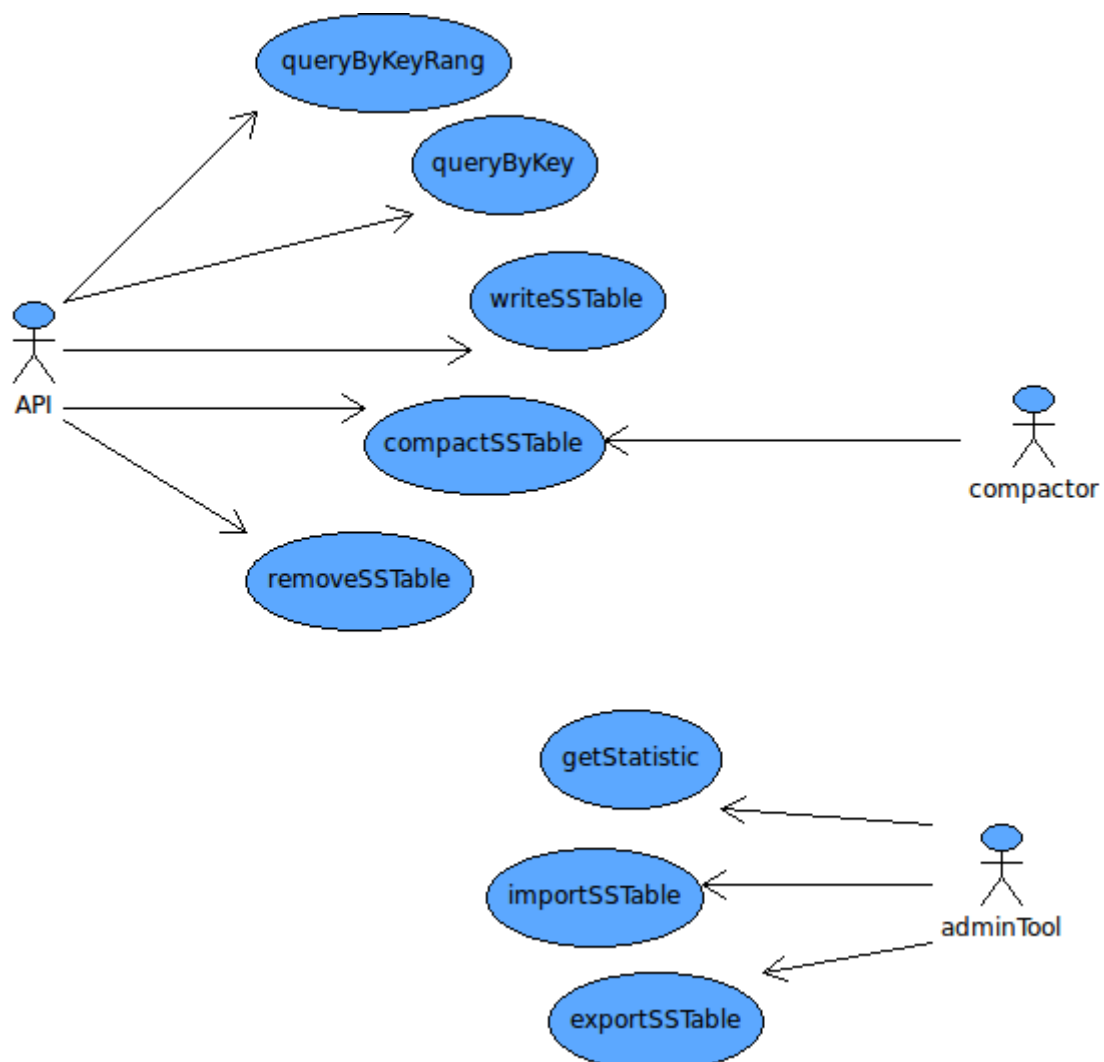 queryByKeyRang
queryByKey
writeSSTable
API
compactSSTable
compactor
removeSSTable
getStatistic
importSSTable
adminTool
exportSSTable